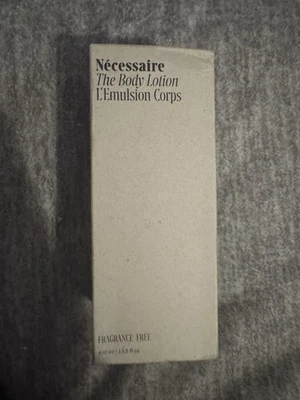 Nécessaire
The Body Lotion
L'Emulsion Corps
FRAGRANCE FREE